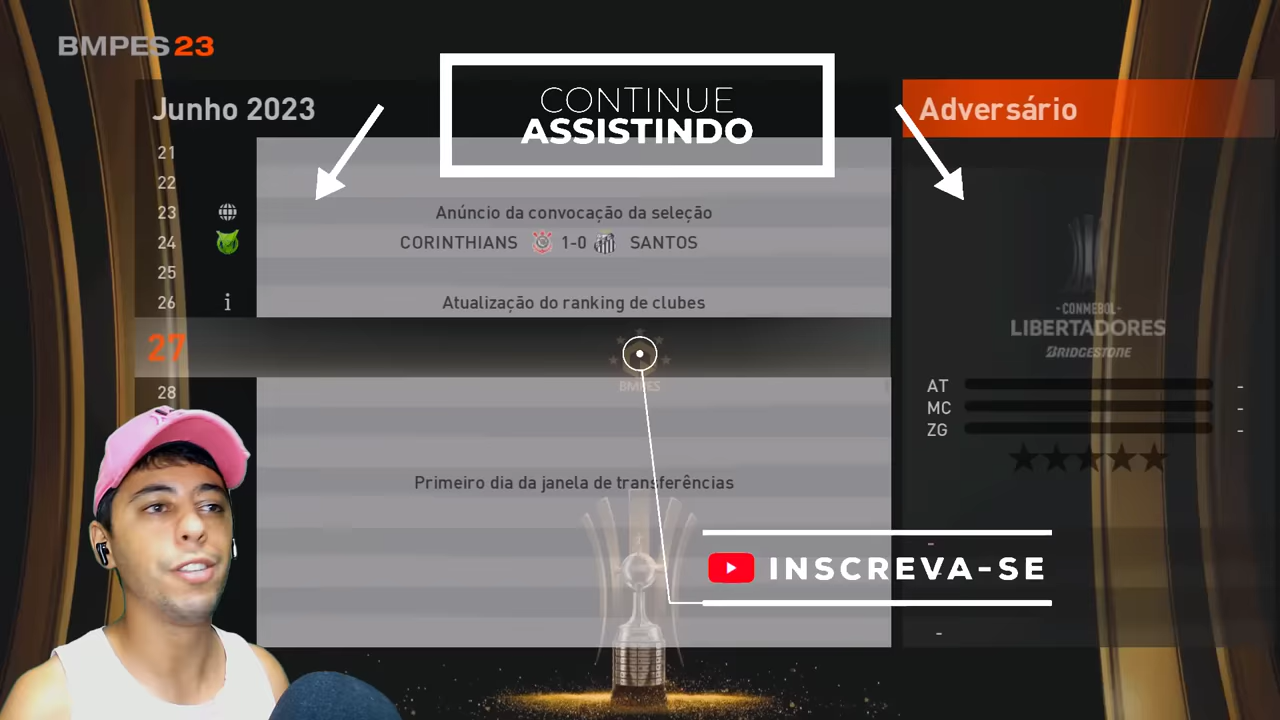 BMPES 23
Junho 2023
CONTINUE
ASSISTINDO
Adversário
21
22
23 Anúncio da convocação da seleção
24 CORINTHIANS 1-0 SANTOS
25
26 i Atualização do ranking de clubes
27
BMPES
28
Primeiro dia da janela de transferências
-CONMEBOL-
LIBERTADORES
BRIDGESTONE
AT -
MC -
ZG -
-
INSCREVA-SE
-